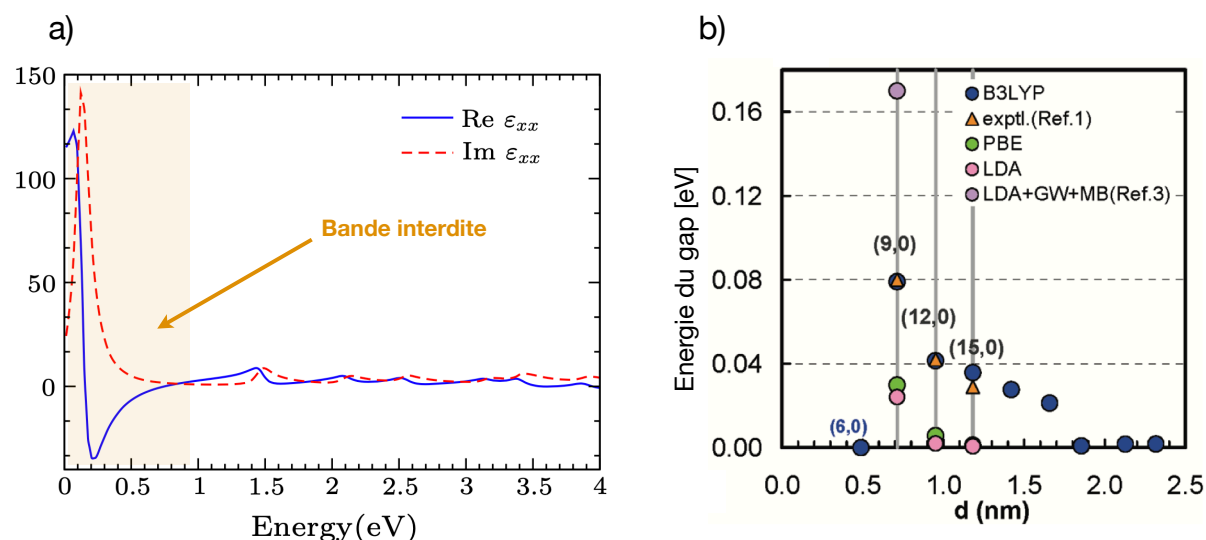 a)
150
100
50
0
0 0.5 1 1.5 2 2.5 3 3.5 4
Energy(eV)
Re εxx
Im εxx
Bande interdite
b)
Energie du gap [eV]
0.16
0.12
0.08
0.04
0.00
0.0 0.5 1.0 1.5 2.0 2.5
d (nm)
B3LYP
exptl.(Ref.1)
PBE
LDA
LDA+GW+MB(Ref.3)
(9,0)
(12,0)
(15,0)
(6,0)